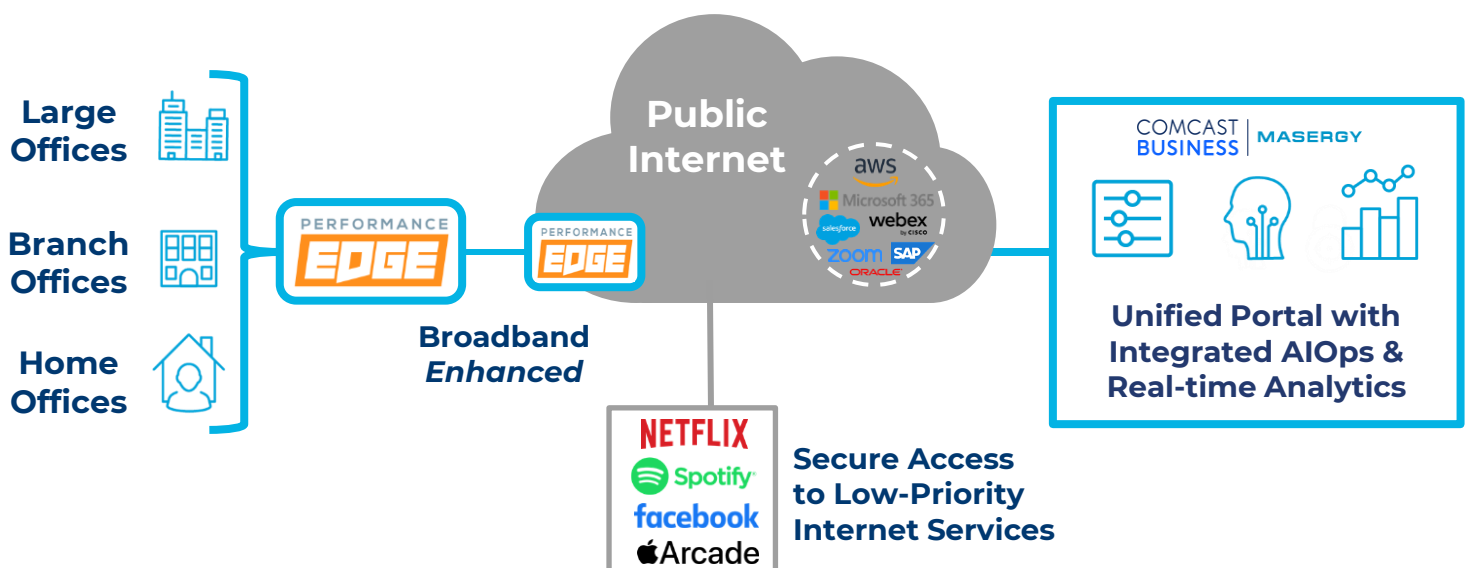 Large
Offices
Branch
Offices
Home
Offices
PERFORMANCE
EDGE
PERFORMANCE
EDGE
Broadband
Enhanced
Public
Internet
aws
Microsoft 365
salesforce
webex
by CISCO
zoom
SAP
ORACLE
NETFLIX
Spotify
facebook
Arcade
Secure Access
to Low-Priority
Internet Services
COMCAST
BUSINESS
MASERGY
Unified Portal with
Integrated AIOps &
Real-time Analytics